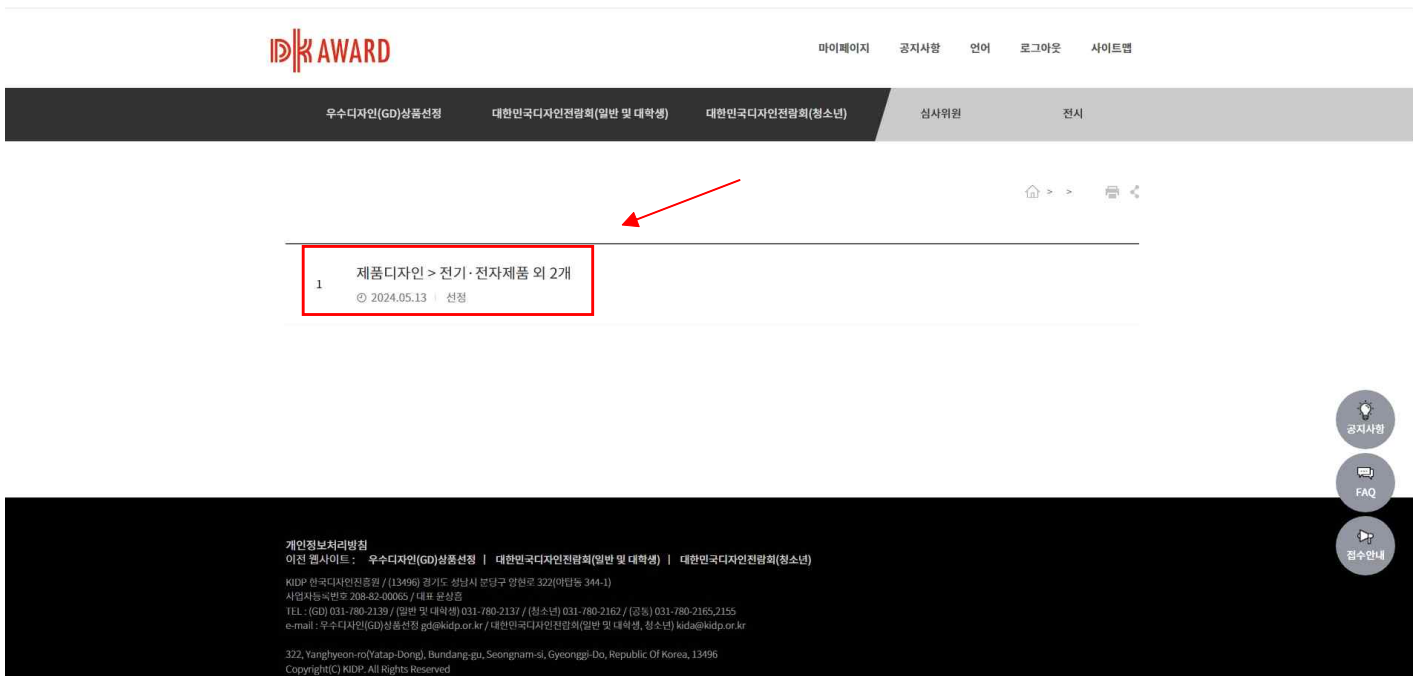 DK AWARD
마이페이지 공지사항 언어 로그아웃 사이트맵
우수디자인(GD)상품선정 대한민국디자인전람회(일반 및 대학생) 대한민국디자인전람회(청소년) 심사위원 전시
> >
1
제품디자인 > 전기·전자제품 외 2개
2024.05.13 | 선정
공지사항
FAQ
접수안내
개인정보처리방침
이전 웹사이트 : 우수디자인(GD)상품선정 | 대한민국디자인전람회(일반 및 대학생) | 대한민국디자인전람회(청소년)
KIDP 한국디자인진흥원 / (13496) 경기도 성남시 분당구 양현로 322(야탑동 344-1)
사업자등록번호 208-82-00065 / 대표 윤상흠
TEL : (GD) 031-780-2139 / (일반 및 대학생) 031-780-2137 / (청소년) 031-780-2162 / (공통) 031-780-2165,2155
e-mail : 우수디자인(GD)상품선정 gd@kidp.or.kr / 대한민국디자인전람회(일반 및 대학생, 청소년) kida@kidp.or.kr
322, Yanghyeon-ro(Yatap-Dong), Bundang-gu, Seongnam-si, Gyeonggi-Do, Republic Of Korea, 13496
Copyright(C) KIDP. All Rights Reserved